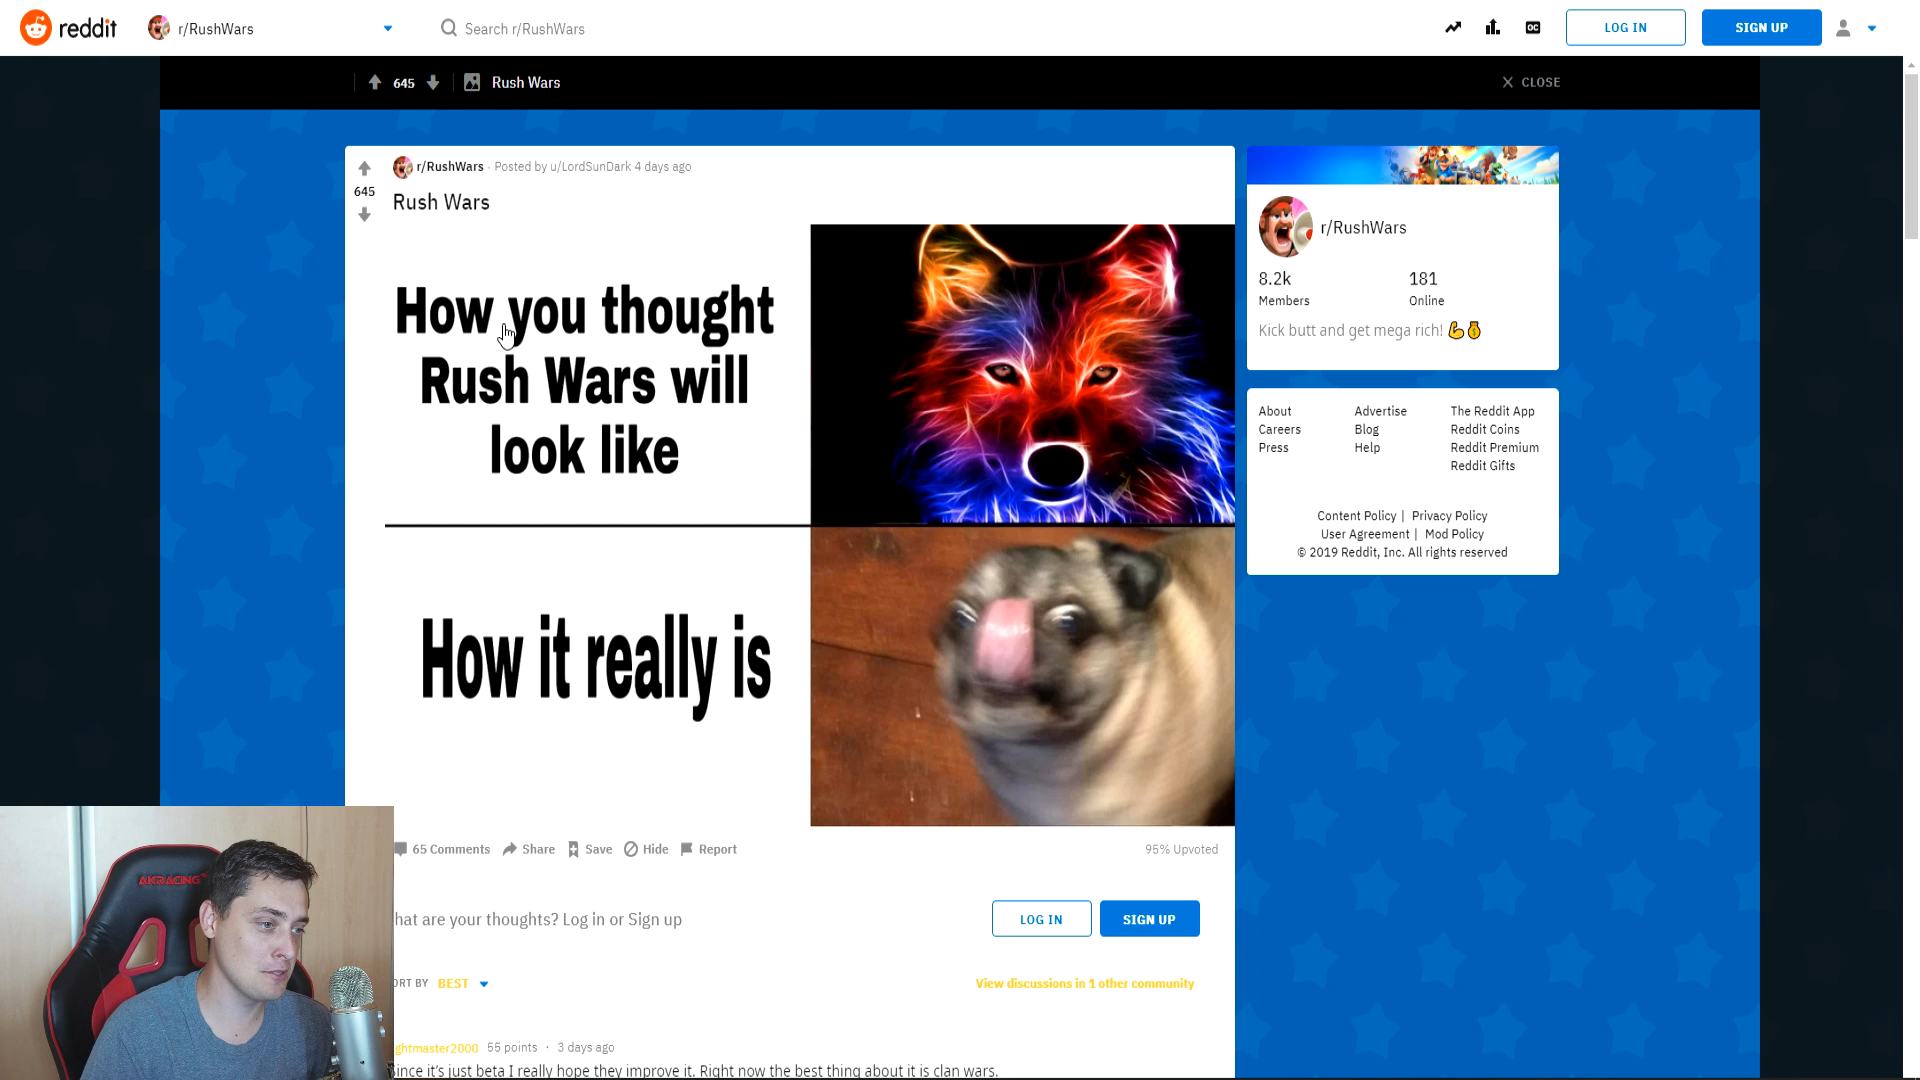 reddit
r/RushWars
Search r/RushWars
OC
LOG IN
SIGN UP
645
Rush Wars
CLOSE
645
r/RushWars · Posted by u/LordSunDark 4 days ago
Rush Wars
How you thought
Rush Wars will
look like
How it really is
r/RushWars
8.2k
181
Members
Online
Kick butt and get mega rich! 💪💰
About
Advertise
The Reddit App
Careers
Blog
Reddit Coins
Press
Help
Reddit Premium
Reddit Gifts
Content Policy | Privacy Policy
User Agreement | Mod Policy
© 2019 Reddit, Inc. All rights reserved
65 Comments
Share
Save
Hide
Report
95% Upvoted
hat are your thoughts? Log in or Sign up
LOG IN
SIGN UP
ORT BY BEST
View discussions in 1 other community
ghtmaster2000 55 points · 3 days ago
ince it's just beta I really hope they improve it. Right now the best thing about it is clan wars.
AKRACING